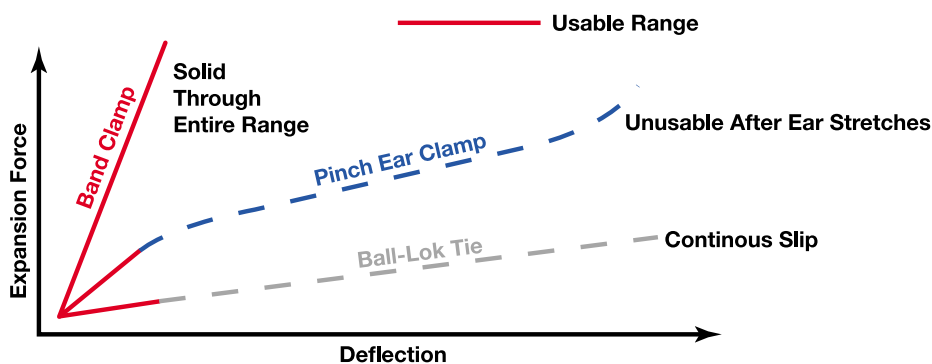 Usable Range
Solid
Through
Entire Range
Band Clamp
Pinch Ear Clamp
Unusable After Ear Stretches
Ball-Lok Tie
Continous Slip
Expansion Force
Deflection